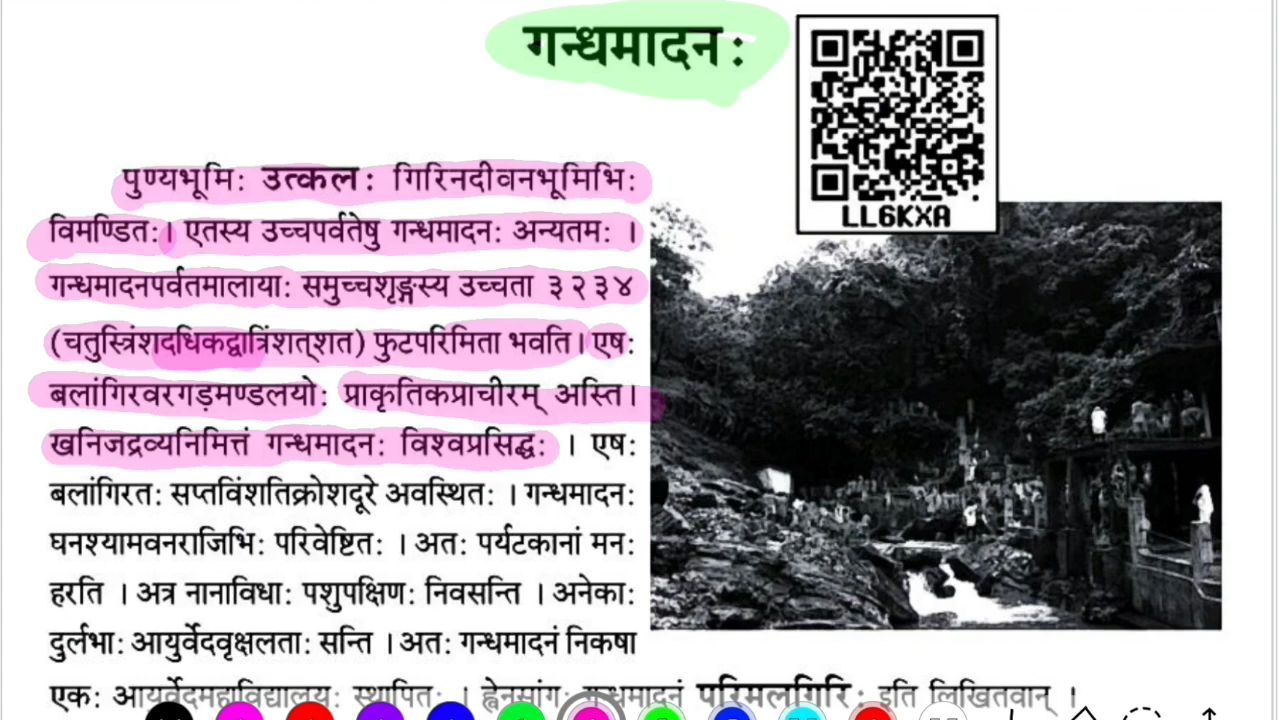 गन्धमादनः
LL6KXA
पुण्यभूमिः उत्कलः गिरिनदीवनभूमिभिः
विमण्डितः। एतस्य उच्चपर्वतेषु गन्धमादनः अन्यतमः ।
गन्धमादनपर्वतमालायाः समुच्चशृङ्गस्य उच्चता ३२३४
(चतुस्त्रिंशदधिकद्वात्रिंशत्‌शत) फुटपरिमिता भवति। एषः
बलांगिरवरगड़मण्डलयोः प्राकृतिकप्राचीरम् अस्ति।
खनिजद्रव्यनिमित्तं गन्धमादनः विश्वप्रसिद्धः । एषः
बलांगिरतः सप्तविंशतिक्रोशदूरे अवस्थितः । गन्धमादनः
घनश्यामवनराजिभिः परिवेष्टितः । अतः पर्यटकानां मनः
हरति । अत्र नानाविधाः पशुपक्षिणः निवसन्ति । अनेकाः
दुर्लभाः आयुर्वेदवृक्षलताः सन्ति । अतः गन्धमादनं निकषा
एकः आयुर्वेदमहाविद्यालयः स्थापितः । ह्वेनसांगः गन्धमादनं परिमलगिरिः इति लिखितवान् ।